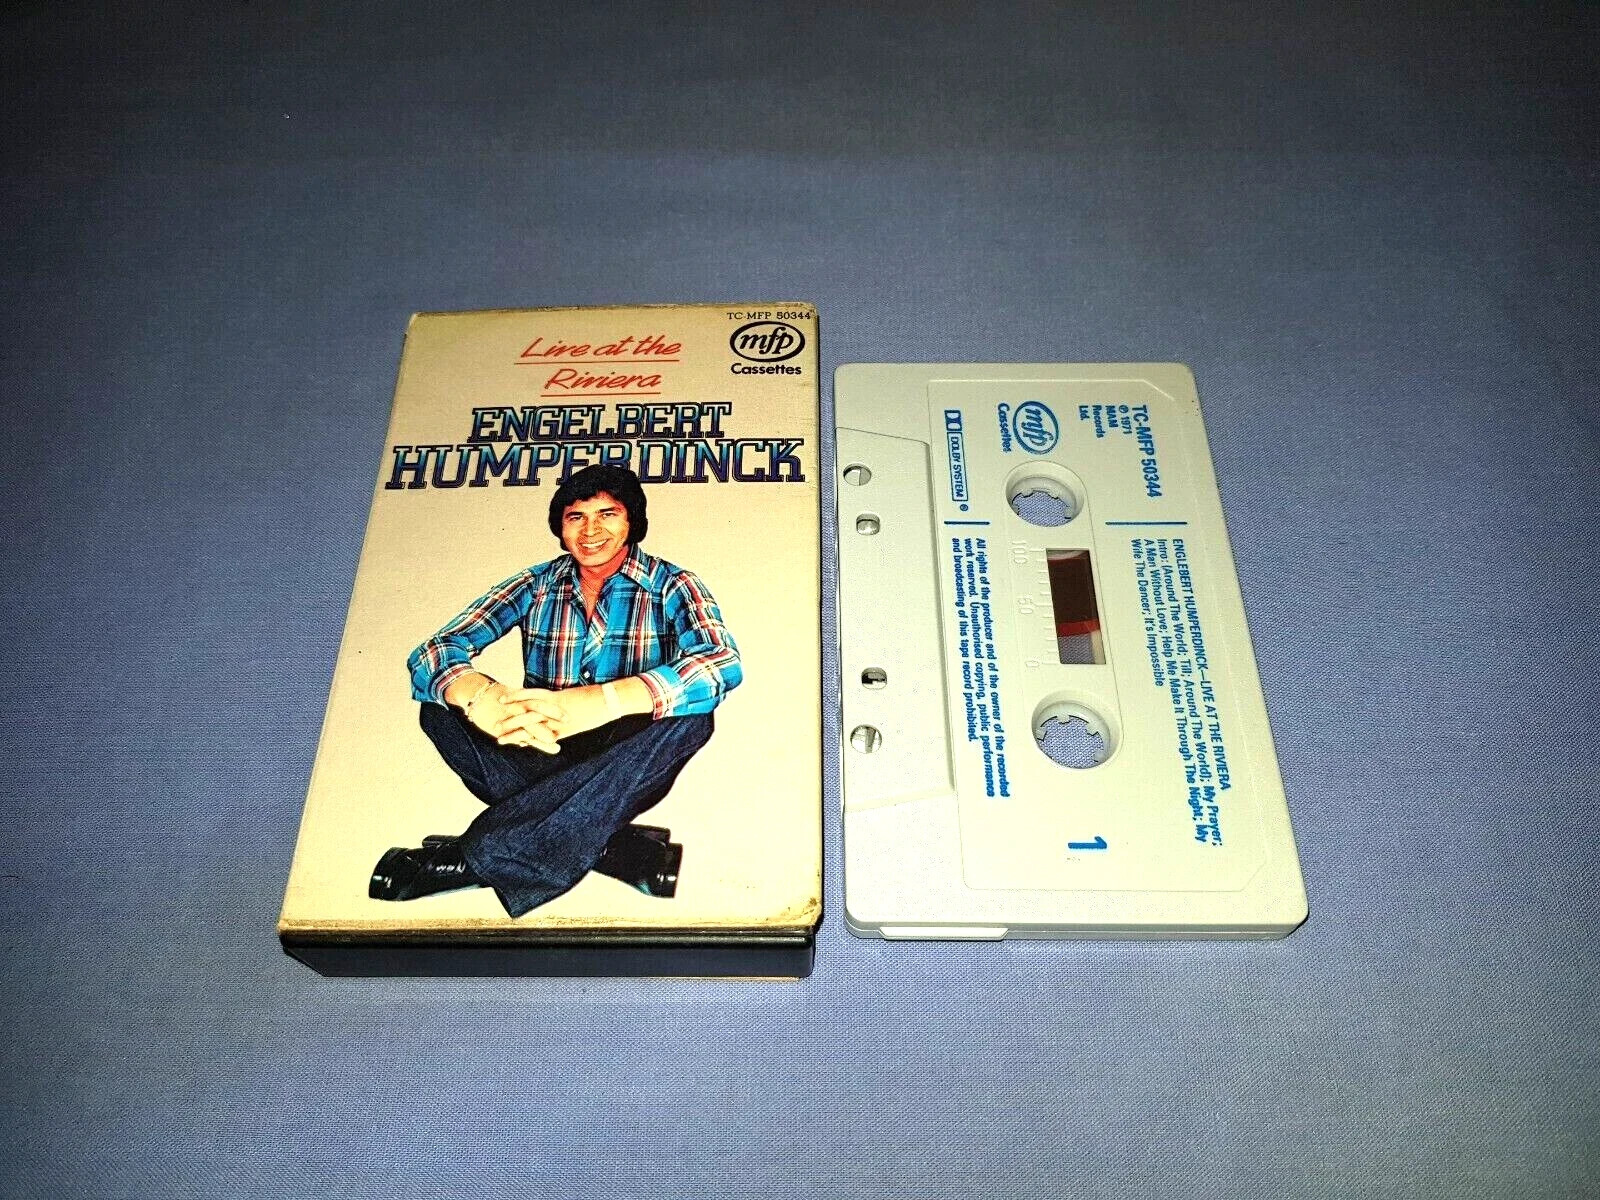 TC-MFP 50344
Live at the
mfp
Riviera
Cassettes
ENGELBERT
HUMPERDINCK
TC-MFP 50344
℗ 1971
MAM
Records
Ltd.
ENGLEBERT HUMPERDINCK—LIVE AT THE RIVIERA
Intro: (Around The World; Till; Around The World); My Prayer;
A Man Without Love; Help Me Make It Through The Night; My
Wife The Dancer; It's Impossible
mfp
Cassettes
1
100 50 0
DOLBY SYSTEM ®
All rights of the producer and of the owner of the recorded
work reserved. Unauthorised copying, public performance
and broadcasting of this tape record prohibited.